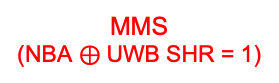 MMS
(NBA ⊕ UWB SHR = 1)